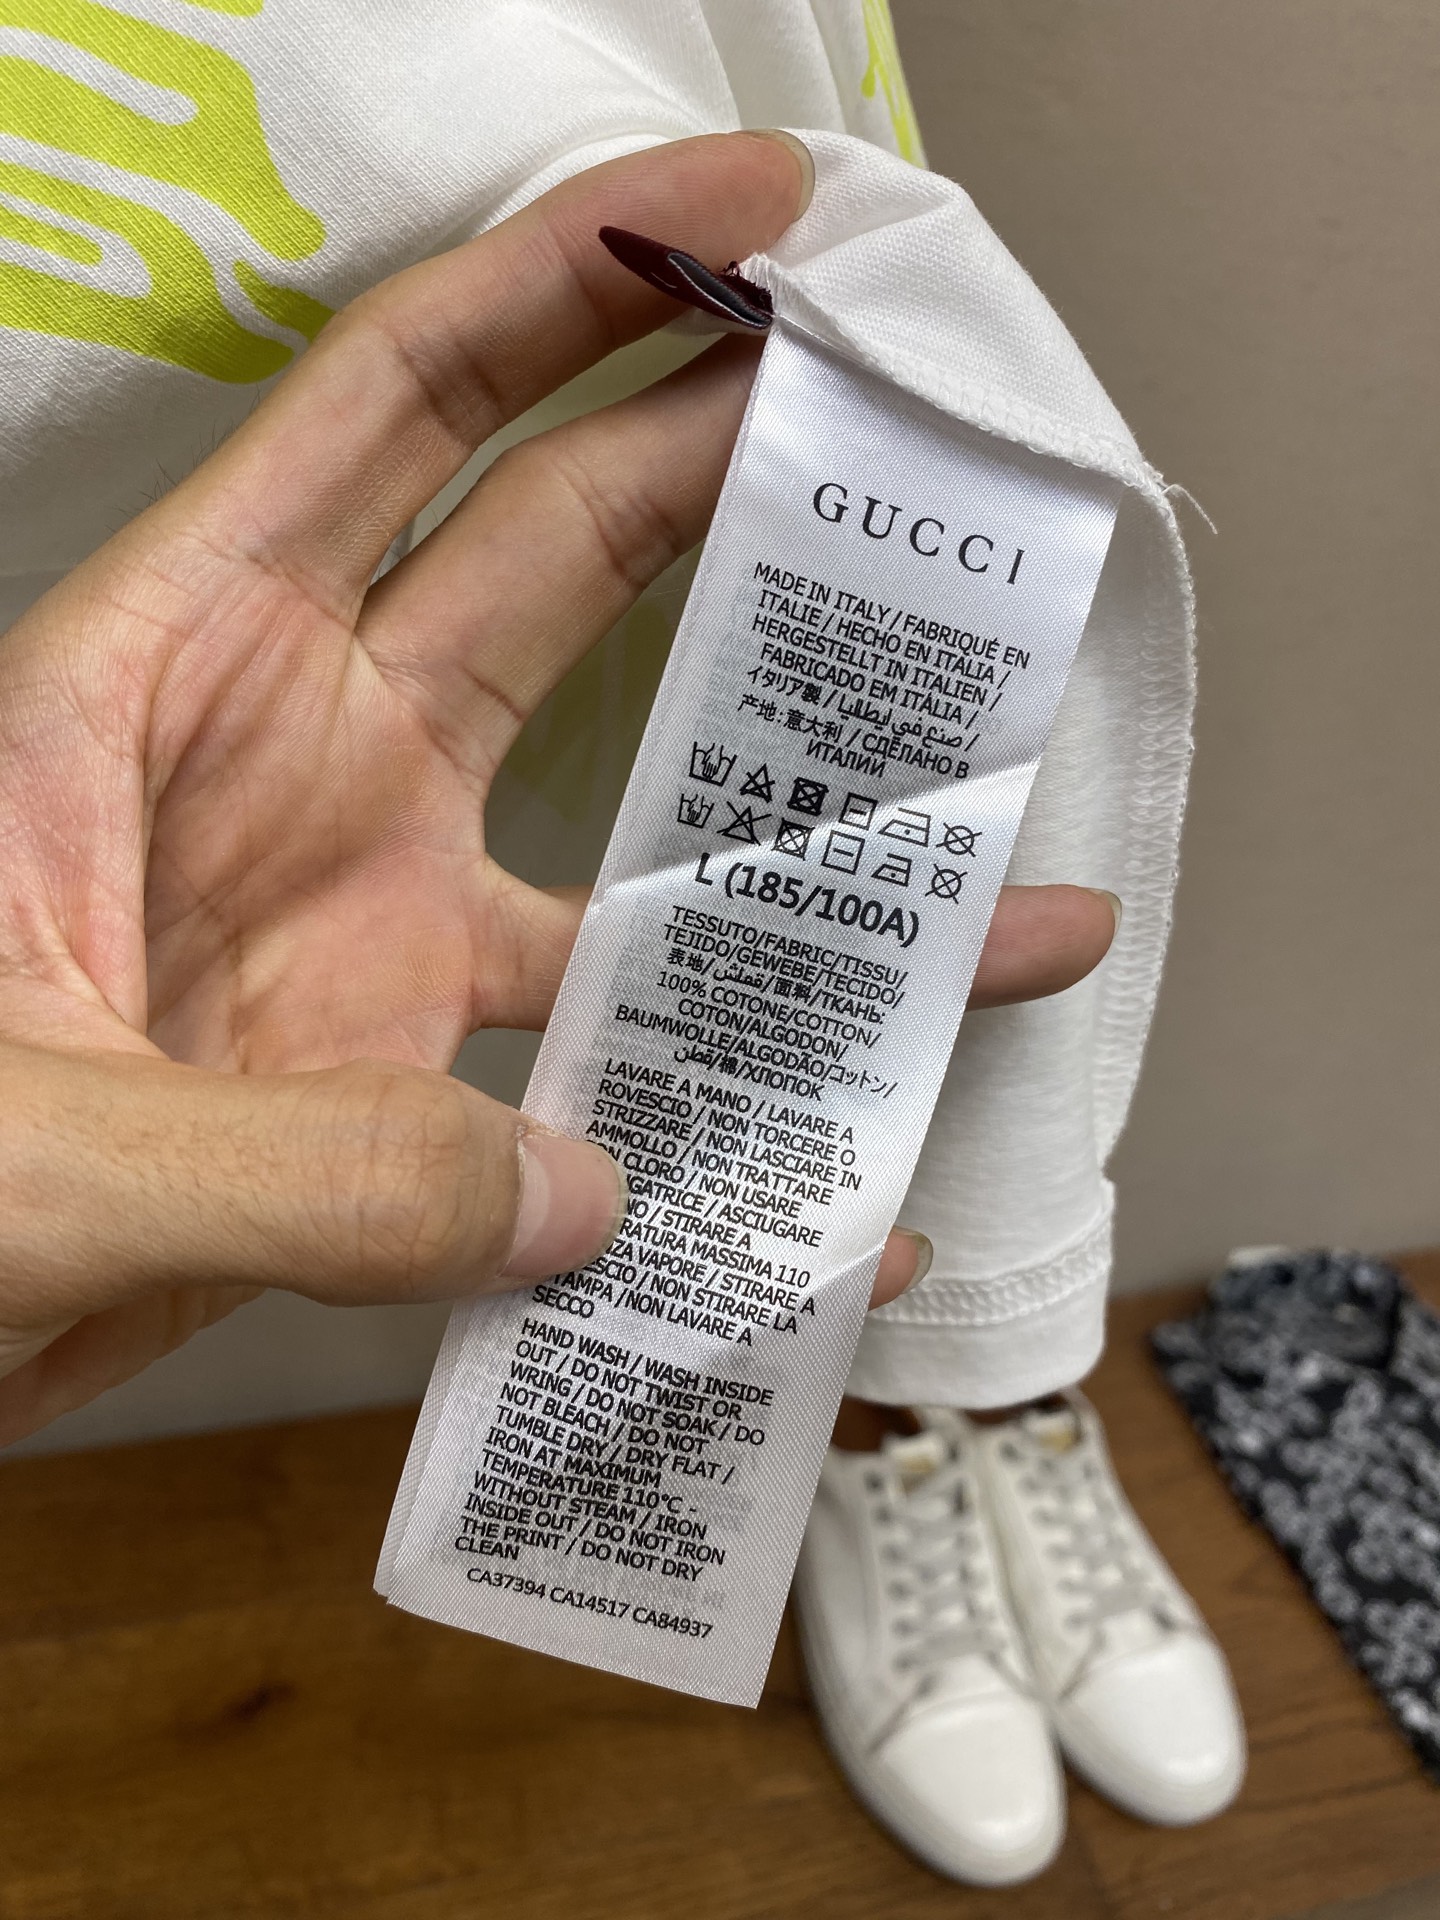 GUCCI
MADE IN ITALY / FABRIQUÉ EN
ITALIE / HECHO EN ITALIA /
HERGESTELLT IN ITALIEN /
FABRICADO EM ITÁLIA /
イタリア製 / صنع في إيطاليا /
产地:意大利 / СДЕЛАНО В
ИТАЛИИ
L (185/100A)
TESSUTO/FABRIC/TISSU/
TEJIDO/GEWEBE/TECIDO/
表地/قماش/面料/ТКАНЬ:
100% COTONE/COTTON/
COTON/ALGODON/
BAUMWOLLE/ALGODÃO/コットン/
قطن/棉/ХЛОПОК
LAVARE A MANO / LAVARE A
ROVESCIO / NON TORCERE O
STRIZZARE / NON LASCIARE IN
AMMOLLO / NON TRATTARE
CLORO / NON USARE
/ ASCIUGARE
/ STIRARE A
MASSIMA 110
VAPORE / STIRARE A
/ NON STIRARE LA
/ NON LAVARE A
SECCO
HAND WASH / WASH INSIDE
OUT / DO NOT TWIST OR
WRING / DO NOT SOAK / DO
NOT BLEACH / DO NOT
TUMBLE DRY / DRY FLAT /
IRON AT MAXIMUM
TEMPERATURE 110°C -
WITHOUT STEAM / IRON
INSIDE OUT / DO NOT IRON
THE PRINT / DO NOT DRY
CLEAN
CA37394 CA14517 CA84937